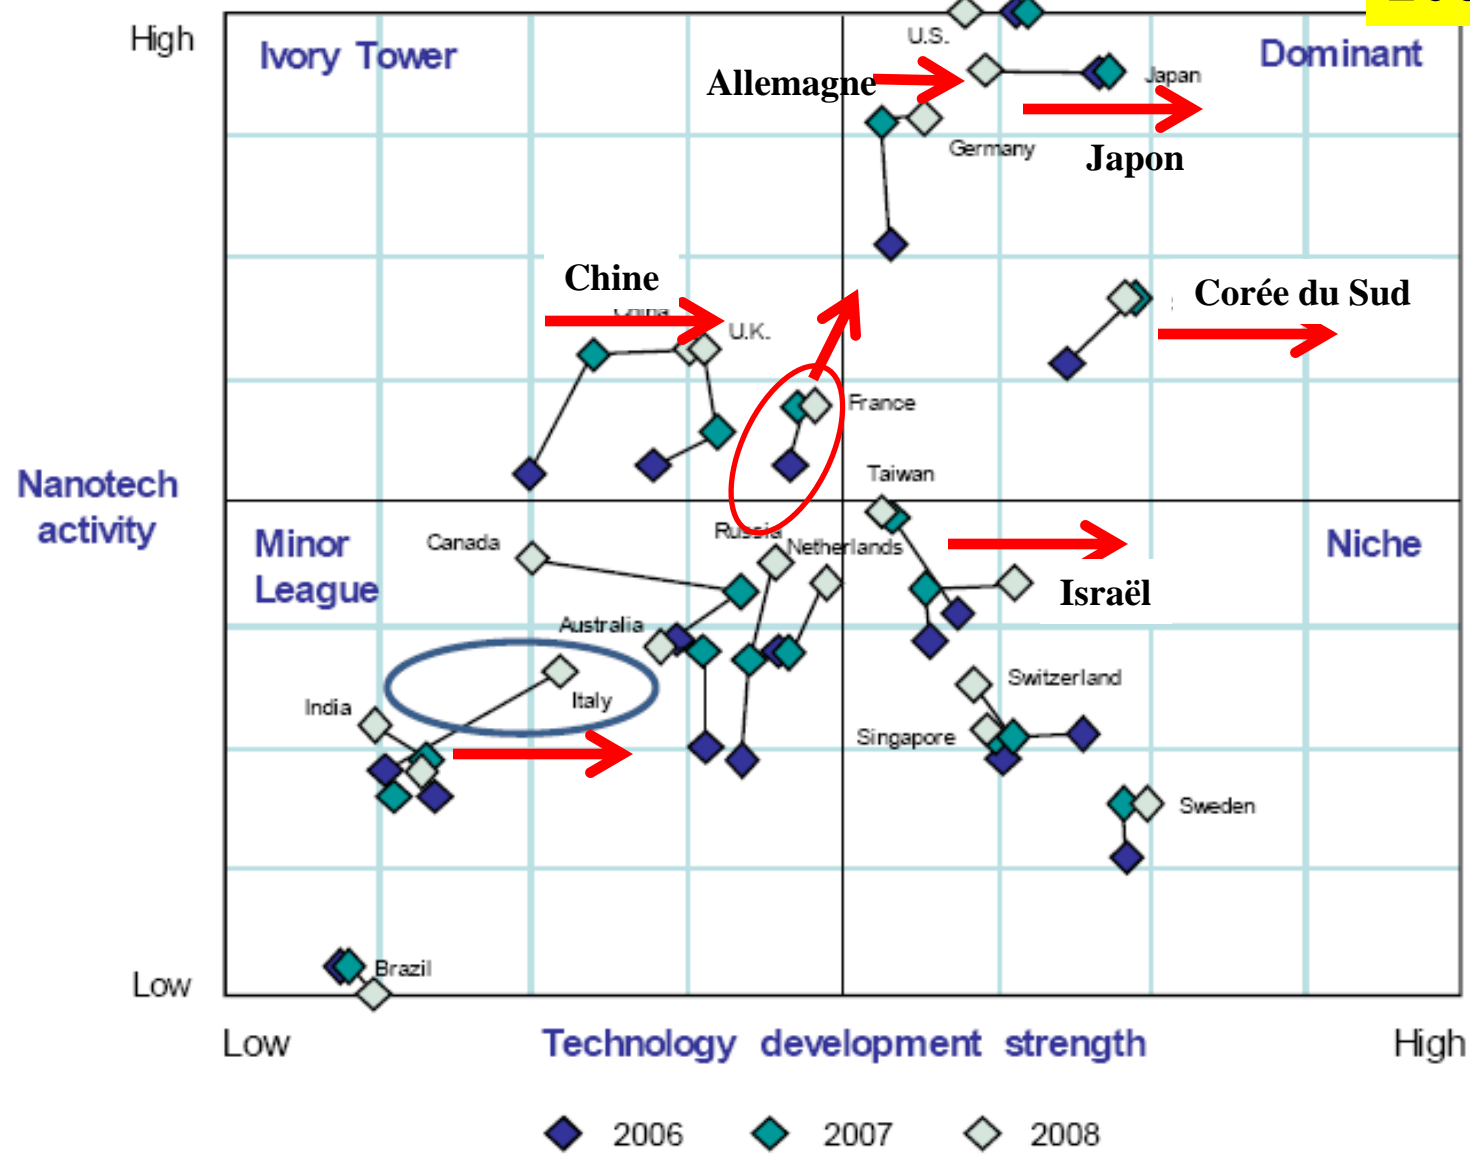 High
Ivory Tower
U.S.
Dominant
Allemagne
Japan
Germany
Japon
Chine
China
U.K.
Corée du Sud
France
Taiwan
Nanotech
activity
Minor
League
Canada
Russia
Netherlands
Niche
Israël
Australia
Switzerland
India
Italy
Singapore
Sweden
Brazil
Low
Low
Technology development strength
High
2006
2007
2008